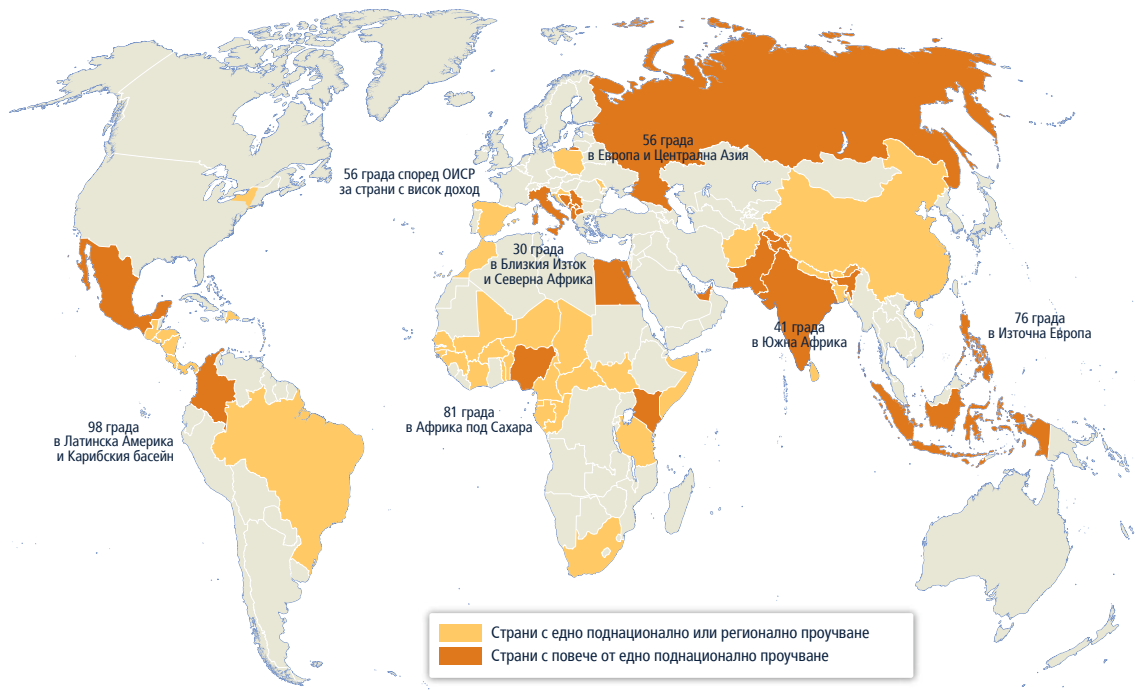 56 града
в Европа и Централна Азия
56 града според ОИСР
за страни с висок доход
30 града
в Близкия Изток
и Северна Африка
41 града
в Южна Африка
76 града
в Източна Европа
81 града
в Африка под Сахара
98 града
в Латинска Америка
и Карибския басейн
Страни с едно поднационално или регионално проучване
Страни с повече от едно поднационално проучване